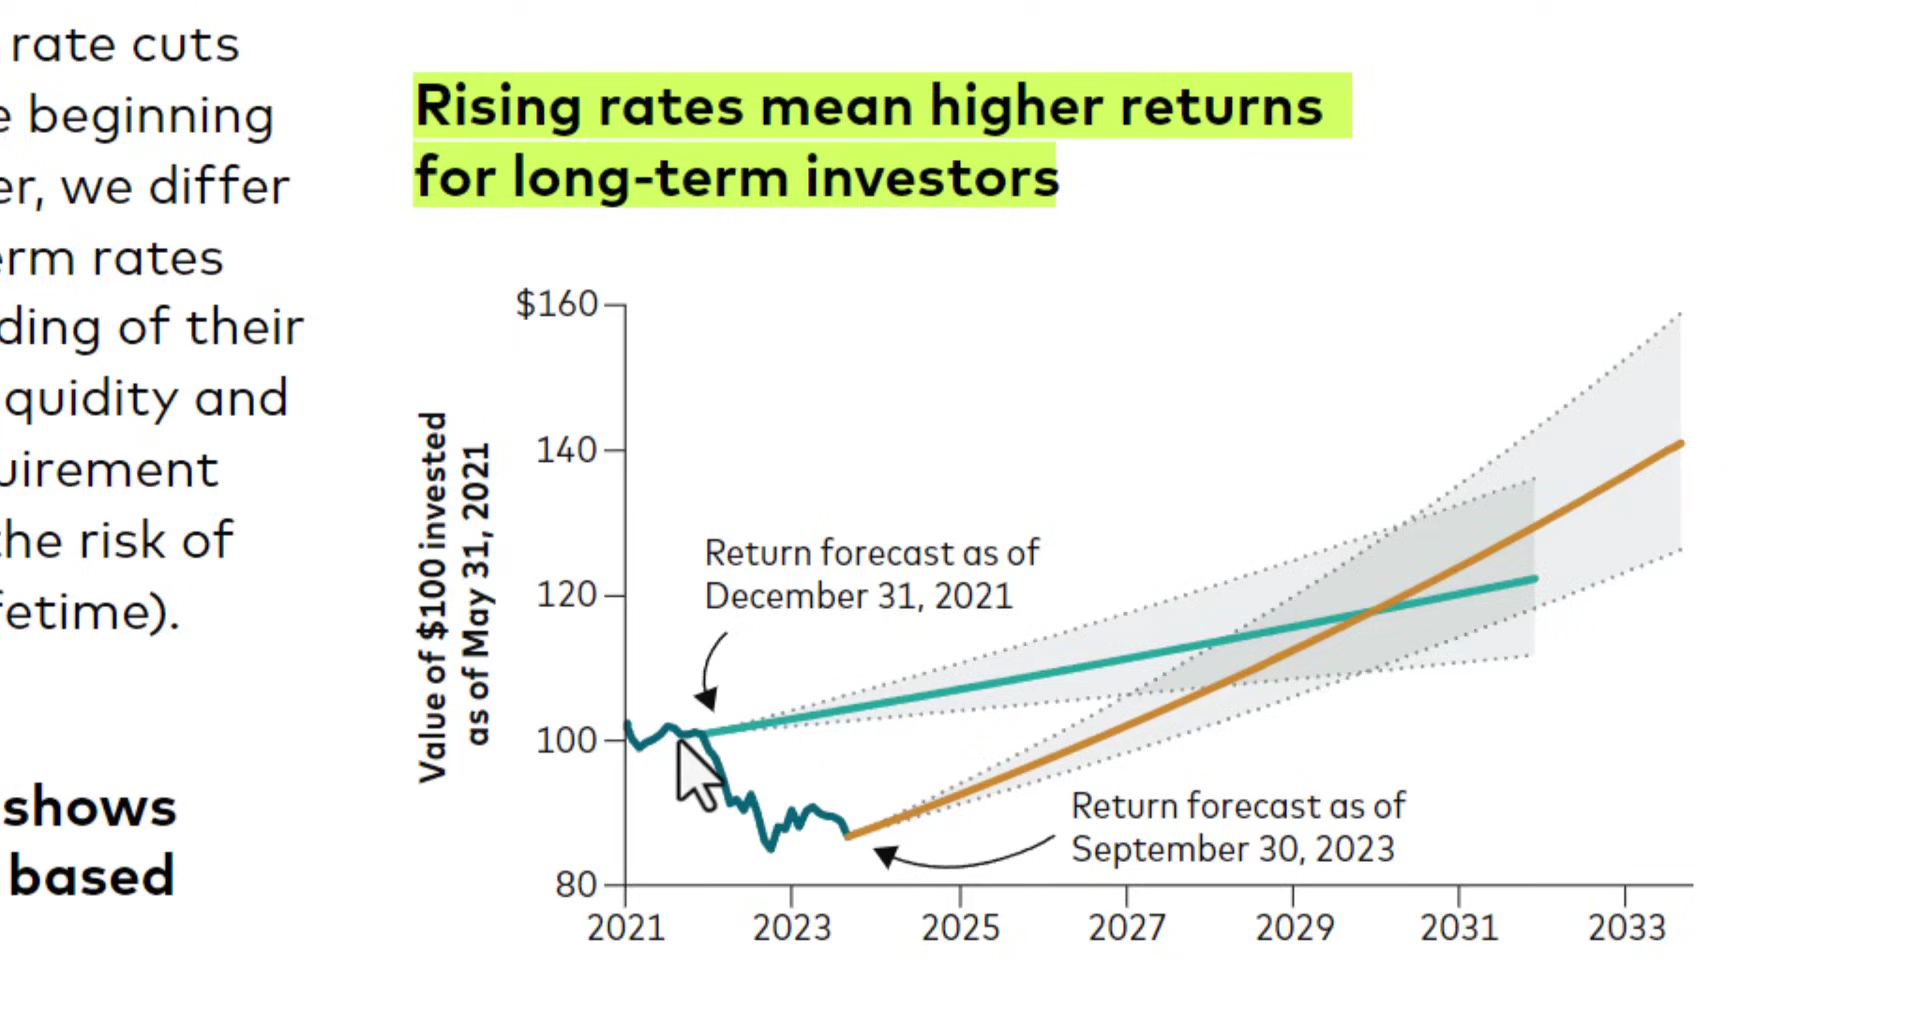 rate cuts
e beginning
er, we differ
erm rates
ding of their
quidity and
uirement
the risk of
fetime).
shows
based
Rising rates mean higher returns
for long-term investors
Value of $100 invested
as of May 31, 2021
$160
140
120
100
80
Return forecast as of
December 31, 2021
Return forecast as of
September 30, 2023
2021 2023 2025 2027 2029 2031 2033